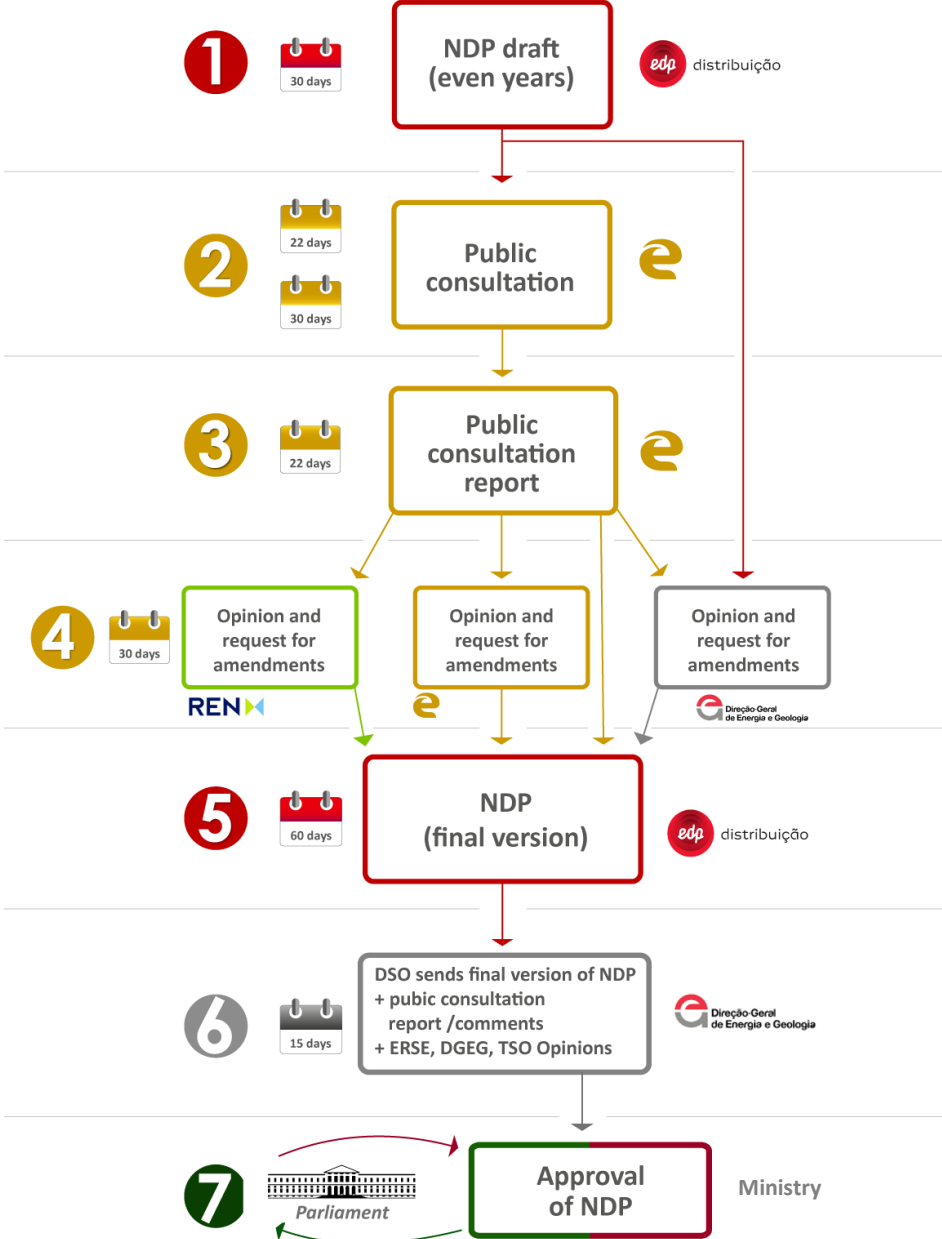 1
30 days
NDP draft
(even years)
edp distribuição
2
22 days
30 days
Public
consultation
3
22 days
Public
consultation
report
4
30 days
Opinion and
request for
amendments
REN
Opinion and
request for
amendments
Opinion and
request for
amendments
Direção-Geral
de Energia e Geologia
5
60 days
NDP
(final version)
edp distribuição
6
15 days
DSO sends final version of NDP
+ pubic consultation
report /comments
+ ERSE, DGEG, TSO Opinions
Direção-Geral
de Energia e Geologia
7
Parliament
Approval
of NDP
Ministry